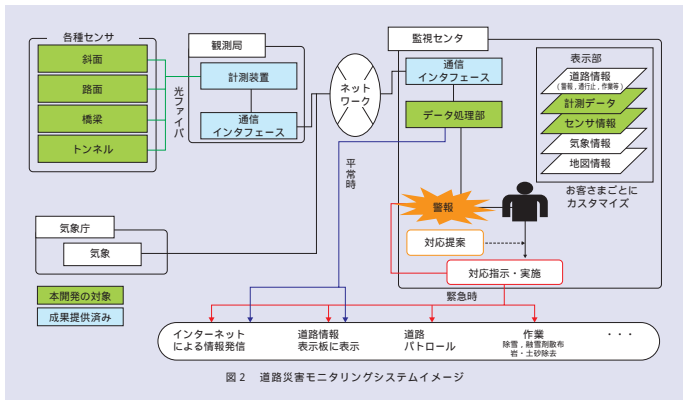 各種センサ
斜面
路面
橋梁
トンネル
光ファイバ
観測局
計測装置
通信
インタフェース
ネット
ワーク
監視センタ
通信
インタフェース
データ処理部
平常時
表示部
道路情報
（警報，通行止，作業等）
計測データ
センサ情報
気象情報
地図情報
お客さまごとに
カスタマイズ
警報
対応提案
対応指示・実施
緊急時
気象庁
気象
本開発の対象
成果提供済み
インターネット
による情報発信
道路情報
表示板に表示
道路
パトロール
作業
除雪，融雪剤散布
岩・土砂除去
・・・
図2　道路災害モニタリングシステムイメージ